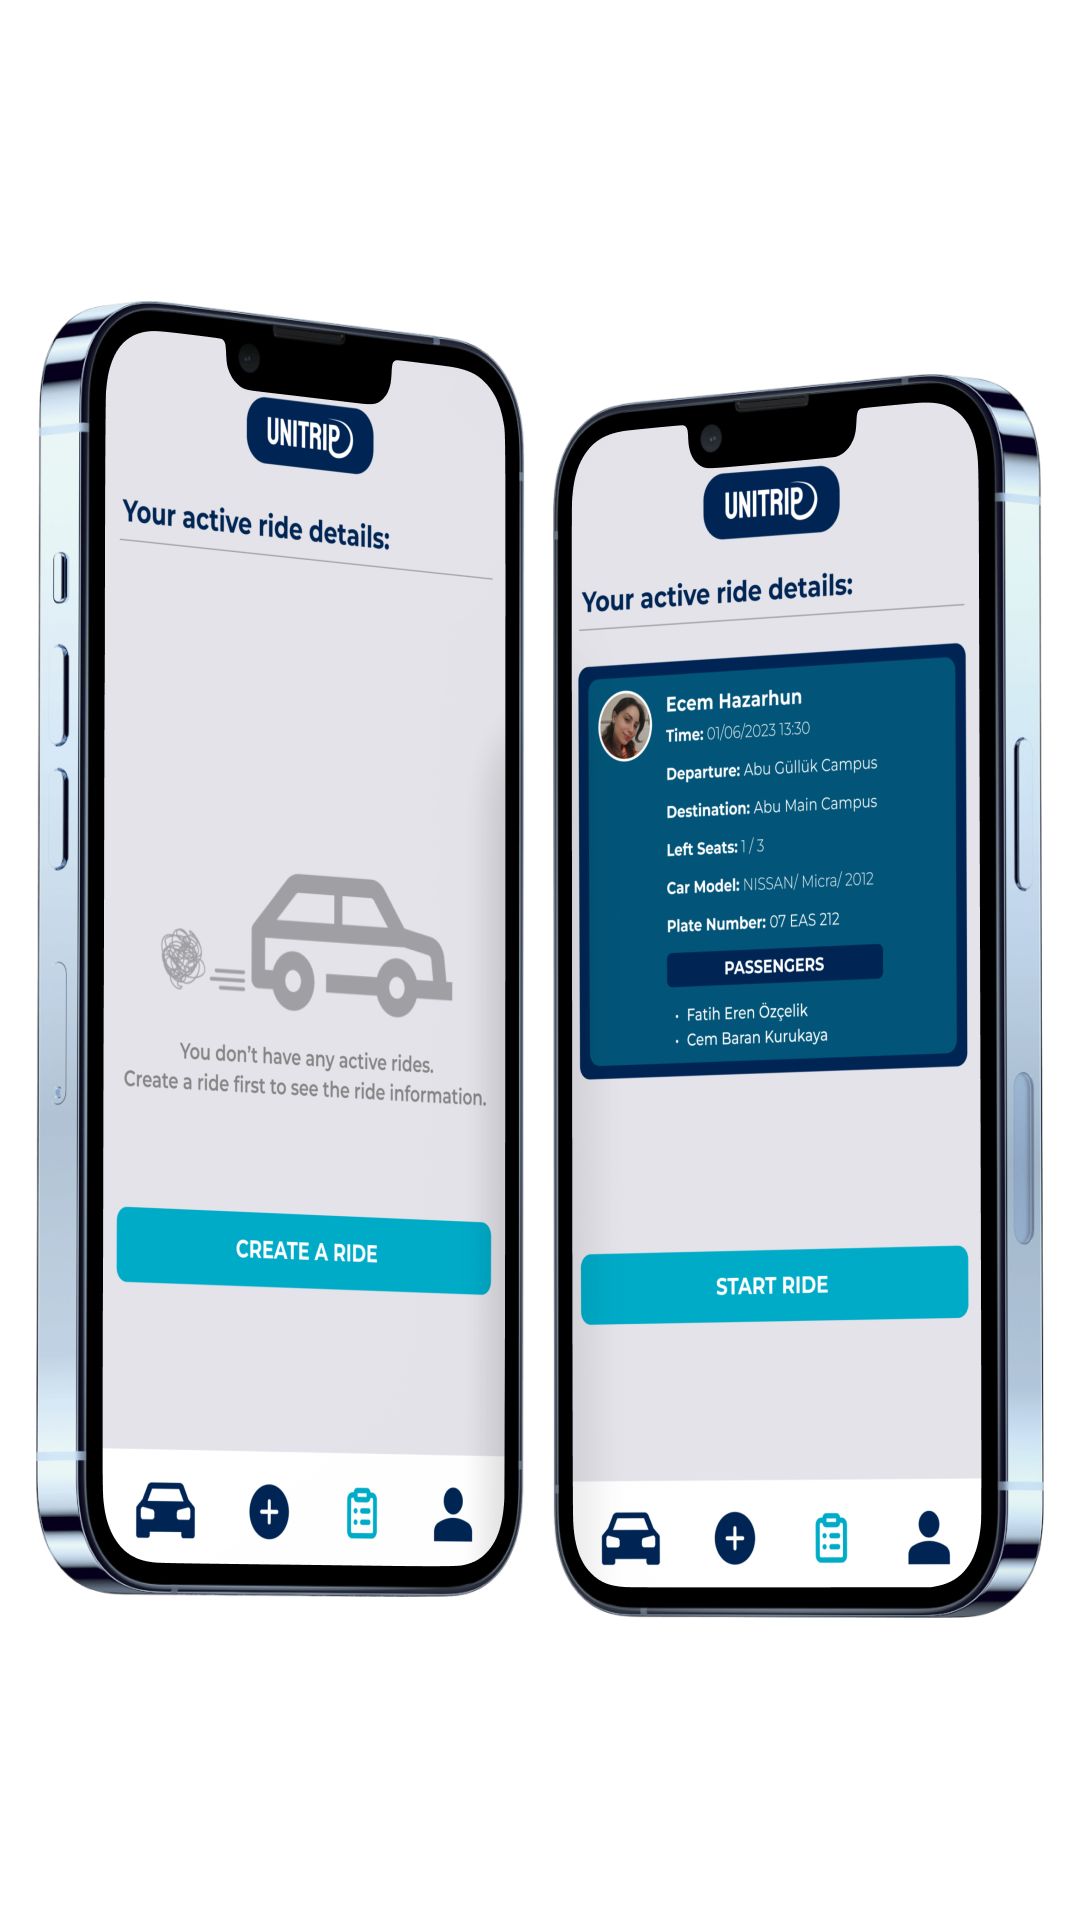 UNITRIP
Your active ride details:
You don't have any active rides.
Create a ride first to see the ride information.
CREATE A RIDE
UNITRIP
Your active ride details:
Ecem Hazarhun
Time: 01/06/2023 13:30
Departure: Abu Güllük Campus
Destination: Abu Main Campus
Left Seats: 1 / 3
Car Model: NISSAN/ Micra/ 2012
Plate Number: 07 EAS 212
PASSENGERS
• Fatih Eren Özçelik
• Cem Baran Kurukaya
START RIDE